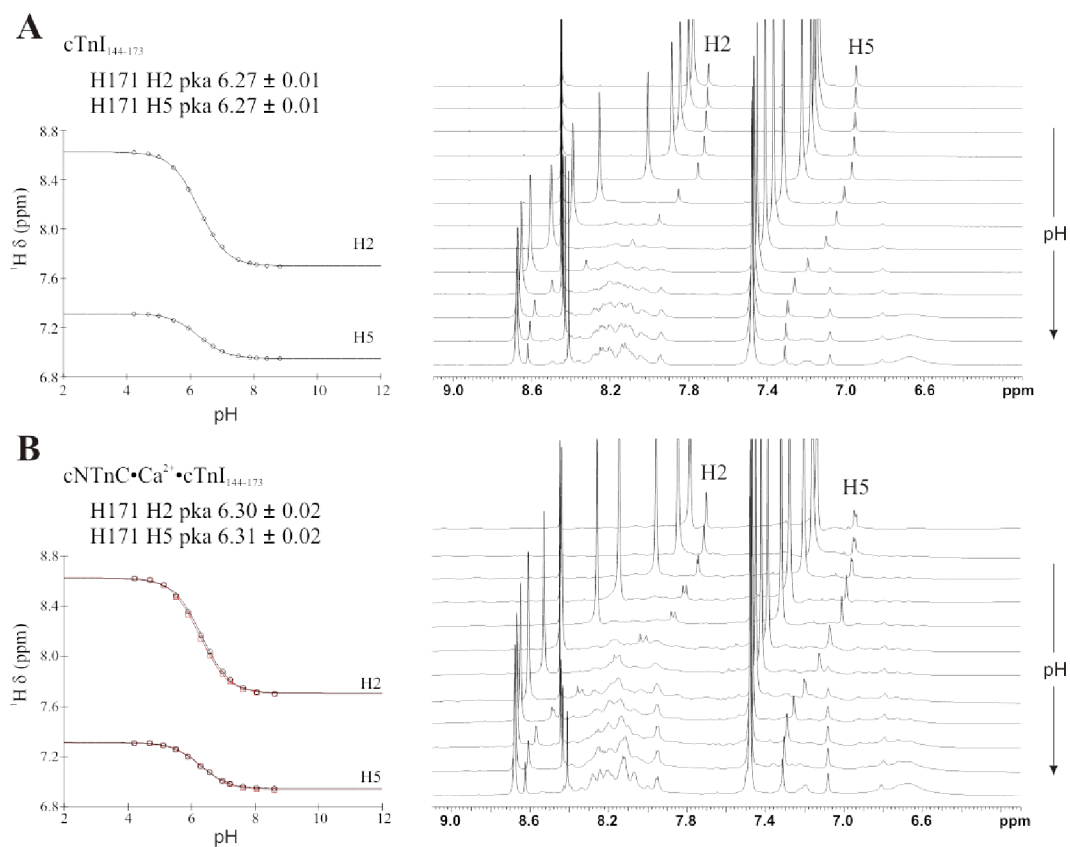 A
cTnI144-173
H171 H2 pka 6.27 ± 0.01
H171 H5 pka 6.27 ± 0.01
8.8
8.4
8.0
7.6
7.2
6.8
¹H δ (ppm)
H2
H5
2 4 6 8 10 12
pH
H2
H5
pH
9.0 8.6 8.2 7.8 7.4 7.0 6.6 ppm
B
cNTnC•Ca²⁺•cTnI144-173
H171 H2 pka 6.30 ± 0.02
H171 H5 pka 6.31 ± 0.02
8.8
8.4
8.0
7.6
7.2
6.8
¹H δ (ppm)
H2
H5
2 4 6 8 10 12
pH
H2
H5
pH
9.0 8.6 8.2 7.8 7.4 7.0 6.6 ppm